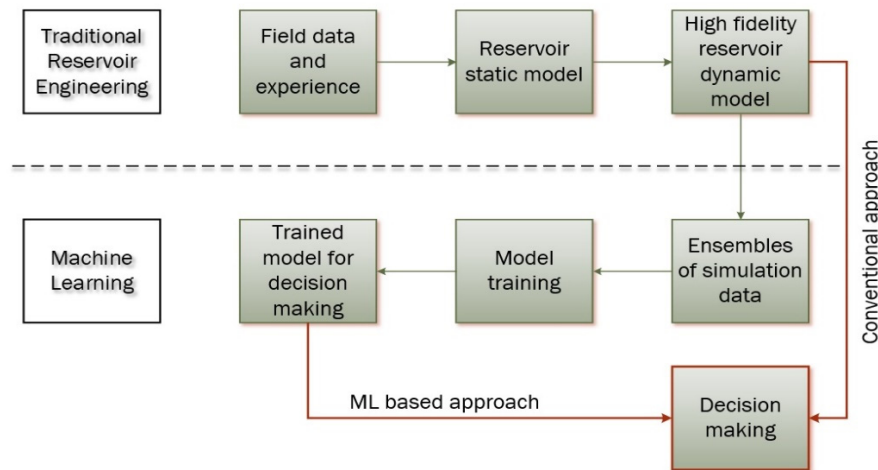 Traditional
Reservoir
Engineering
Field data
and
experience
Reservoir
static model
High fidelity
reservoir
dynamic
model
Conventional approach
Machine
Learning
Trained
model for
decision
making
Model
training
Ensembles
of simulation
data
ML based approach
Decision
making